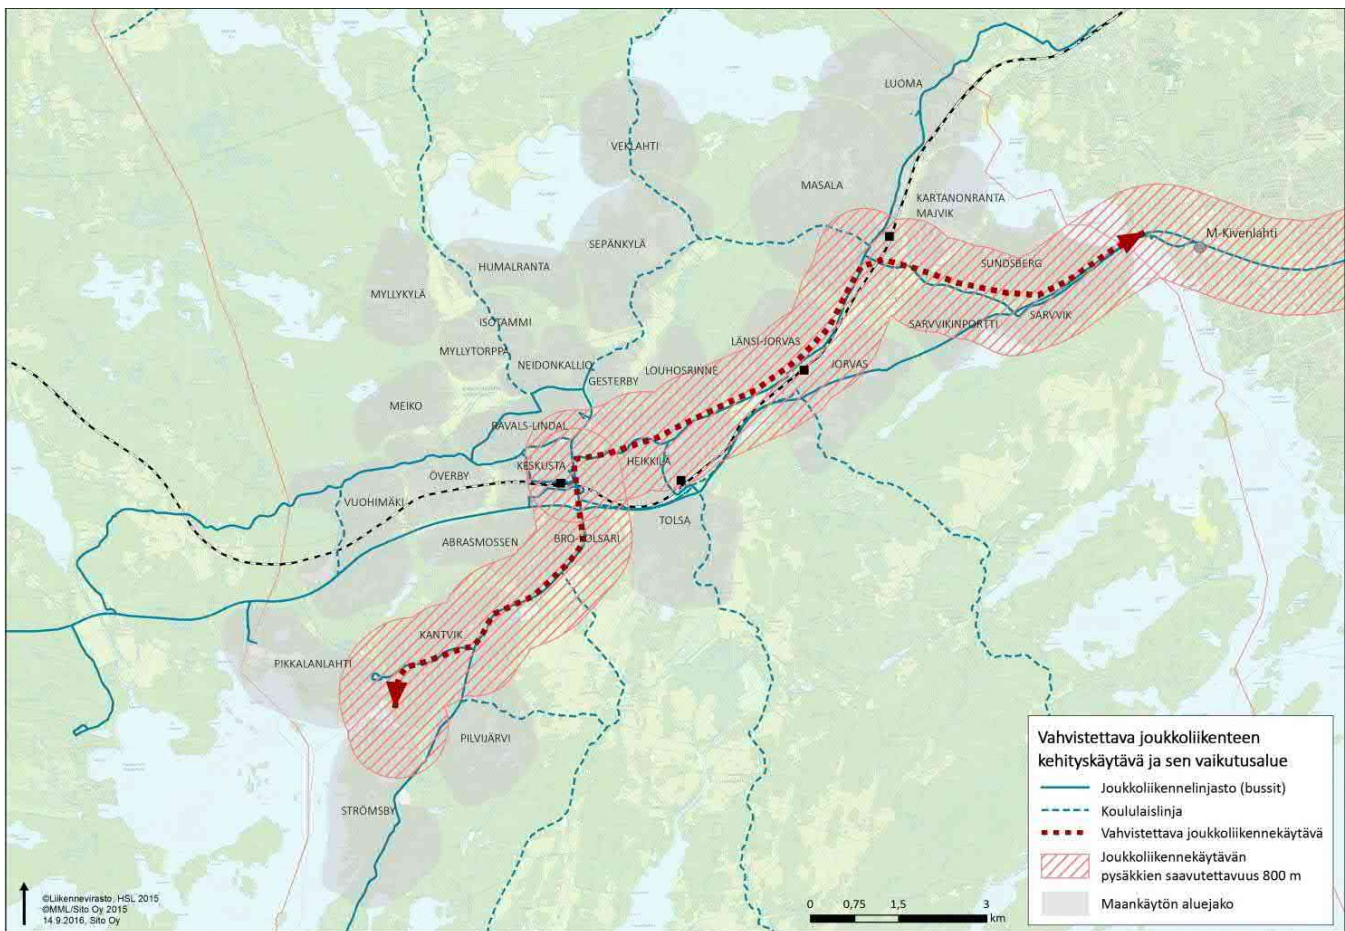 LUOMA
VEKLAHTI
MASALA
KARTANONRANTA
MAJVIK
M-Kivenlahti
SEPÄNKYLÄ
SUNDSBERG
HUMALRANTA
MYLLYKYLÄ
SARVVIK
ISOTAMMI
SARVVIKINPORTTI
LÄNSI-JORVAS
MYLLYTORPPA
NEIDONKALLIO
LOUHOSRINNE
JORVAS
GESTERBY
MEIKO
RAVALS-LINDAL
KESKUSTA
HEIKKILÄ
ÖVERBY
VUOHIMÄKI
TOLSA
ABRASMOSSEN
KANTVIK
PIKKALANLAHTI
PILVIJÄRVI
STRÖMSBY
Vahvistettava joukkoliikenteen
kehityskäytävä ja sen vaikutusalue
Joukkoliikennelinjasto (bussit)
Koululaislinja
Vahvistettava joukkoliikennekäytävä
Joukkoliikennekäytävän
pysäkkien saavutettavuus 800 m
Maankäytön aluejako
0 0,75 1,5 3
km
©Liikennevirasto, HSL 2015
©MML/Sito Oy 2015
14.9.2016, Sito Oy